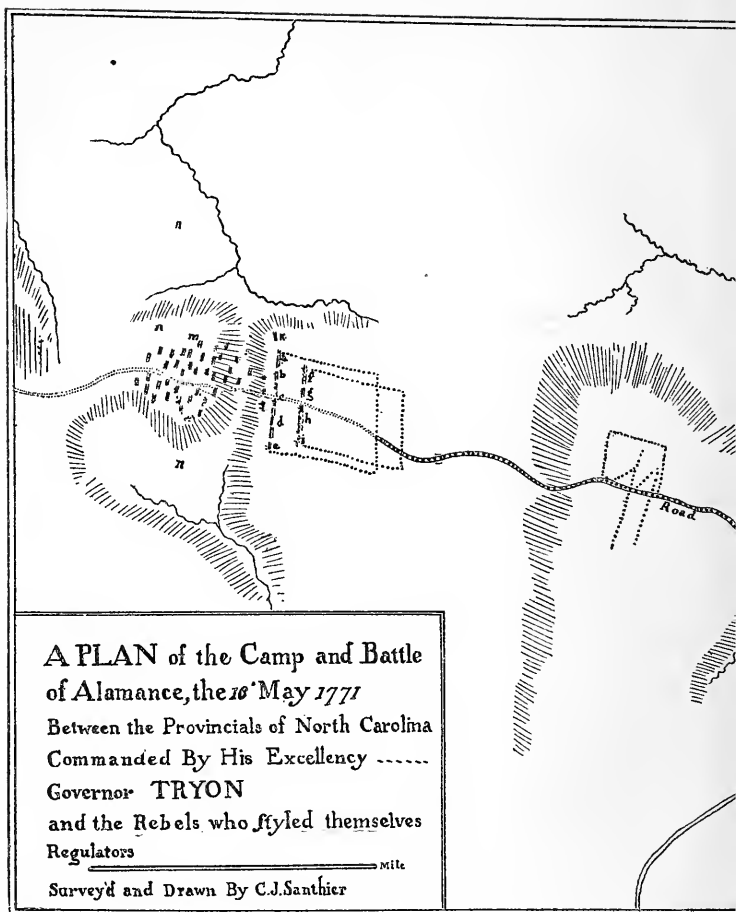 n
n
m
k
b
f
g
h
d
e
n
Road
A PLAN of the Camp and Battle
of Alamance, the 16 May 1771
Between the Provincials of North Carolina
Commanded By His Excellency ......
Governor TRYON
and the Rebels who ſtyled themselves
Regulators
Mile
Survey'd and Drawn By C.J.Santhier